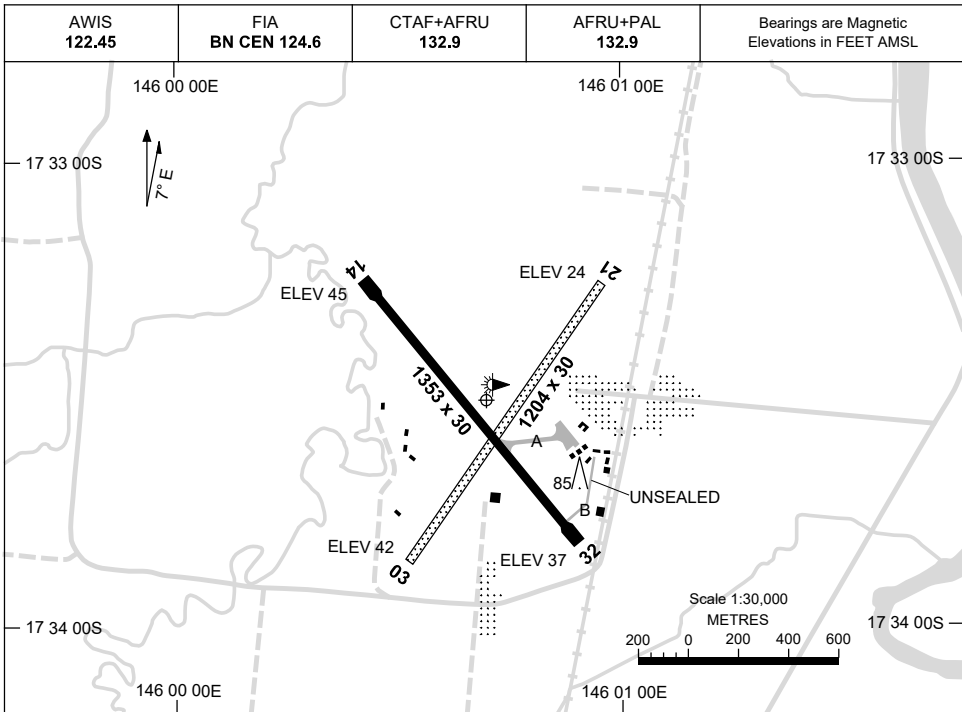 AWIS
122.45
FIA
BN CEN 124.6
CTAF+AFRU
132.9
AFRU+PAL
132.9
Bearings are Magnetic
Elevations in FEET AMSL
146 00 00E
146 01 00E
17 33 00S
17 33 00S
7° E
14
ELEV 45
ELEV 24
21
1353 x 30
1204 x 30
A
85
UNSEALED
B
ELEV 42
03
ELEV 37
32
Scale 1:30,000
METRES
200 0 200 400 600
17 34 00S
17 34 00S
146 00 00E
146 01 00E